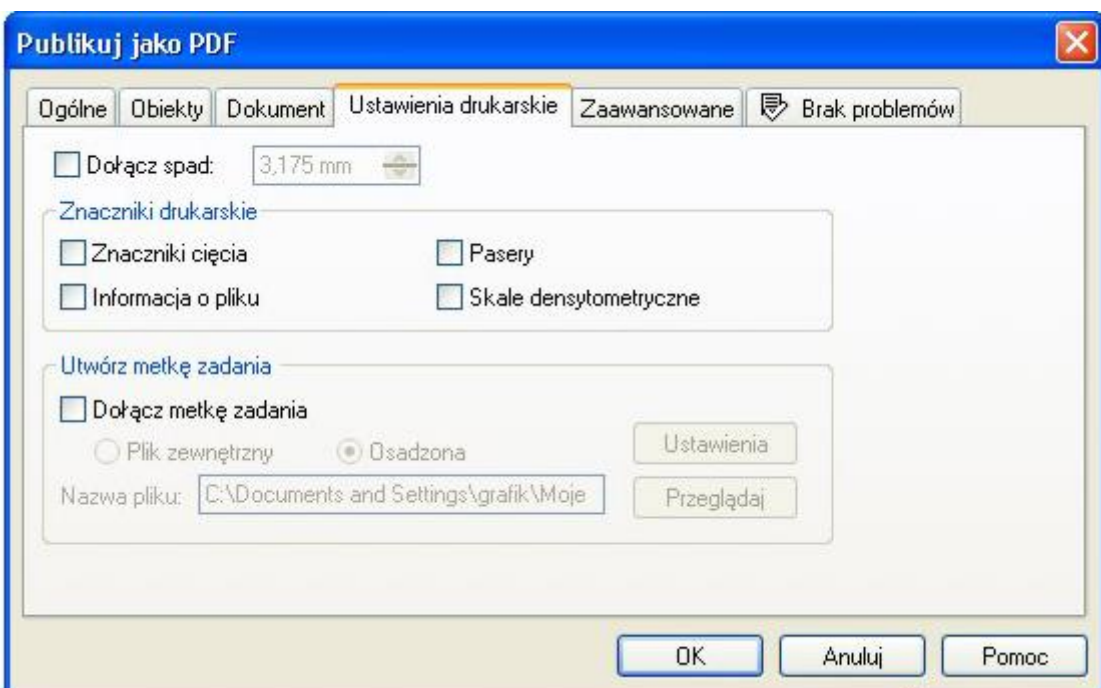 Publikuj jako PDF
Ogólne Obiekty Dokument Ustawienia drukarskie Zaawansowane Brak problemów
Dołącz spad: 3,175 mm
Znaczniki drukarskie
Znaczniki cięcia Pasery
Informacja o pliku Skale densytometryczne
Utwórz metkę zadania
Dołącz metkę zadania
Plik zewnętrzny Osadzona Ustawienia
Nazwa pliku: C:\Documents and Settings\grafik\Moje Przeglądaj
OK Anuluj Pomoc